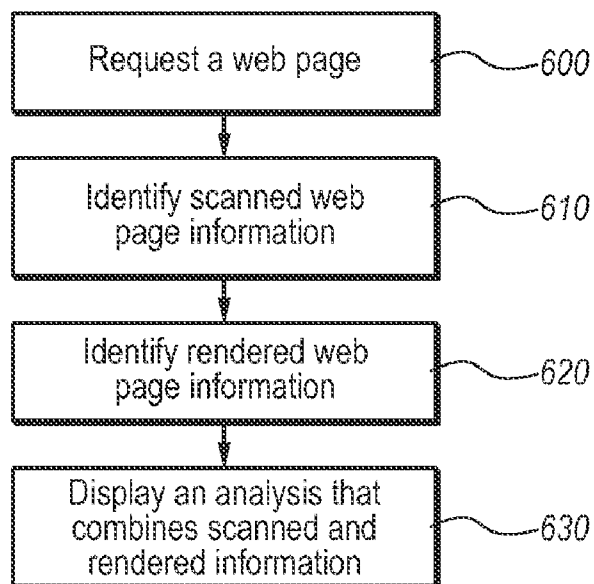 Request a web page
600
Identify scanned web
page information
610
Identify rendered web
page information
620
Display an analysis that
combines scanned and
rendered information
630